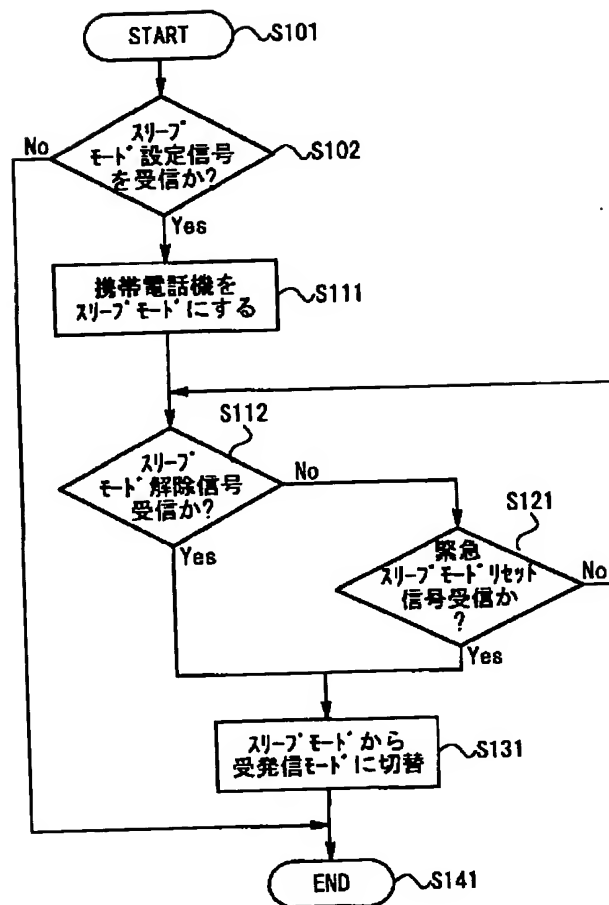 START
S101
スリープ
モード設定信号
を受信か?
S102
No
Yes
携帯電話機を
スリープモードにする
S111
S112
スリープ
モード解除信号
受信か?
No
Yes
S121
緊急
スリープモードリセット
信号受信か
?
No
Yes
スリープモードから
受発信モードに切替
S131
END
S141